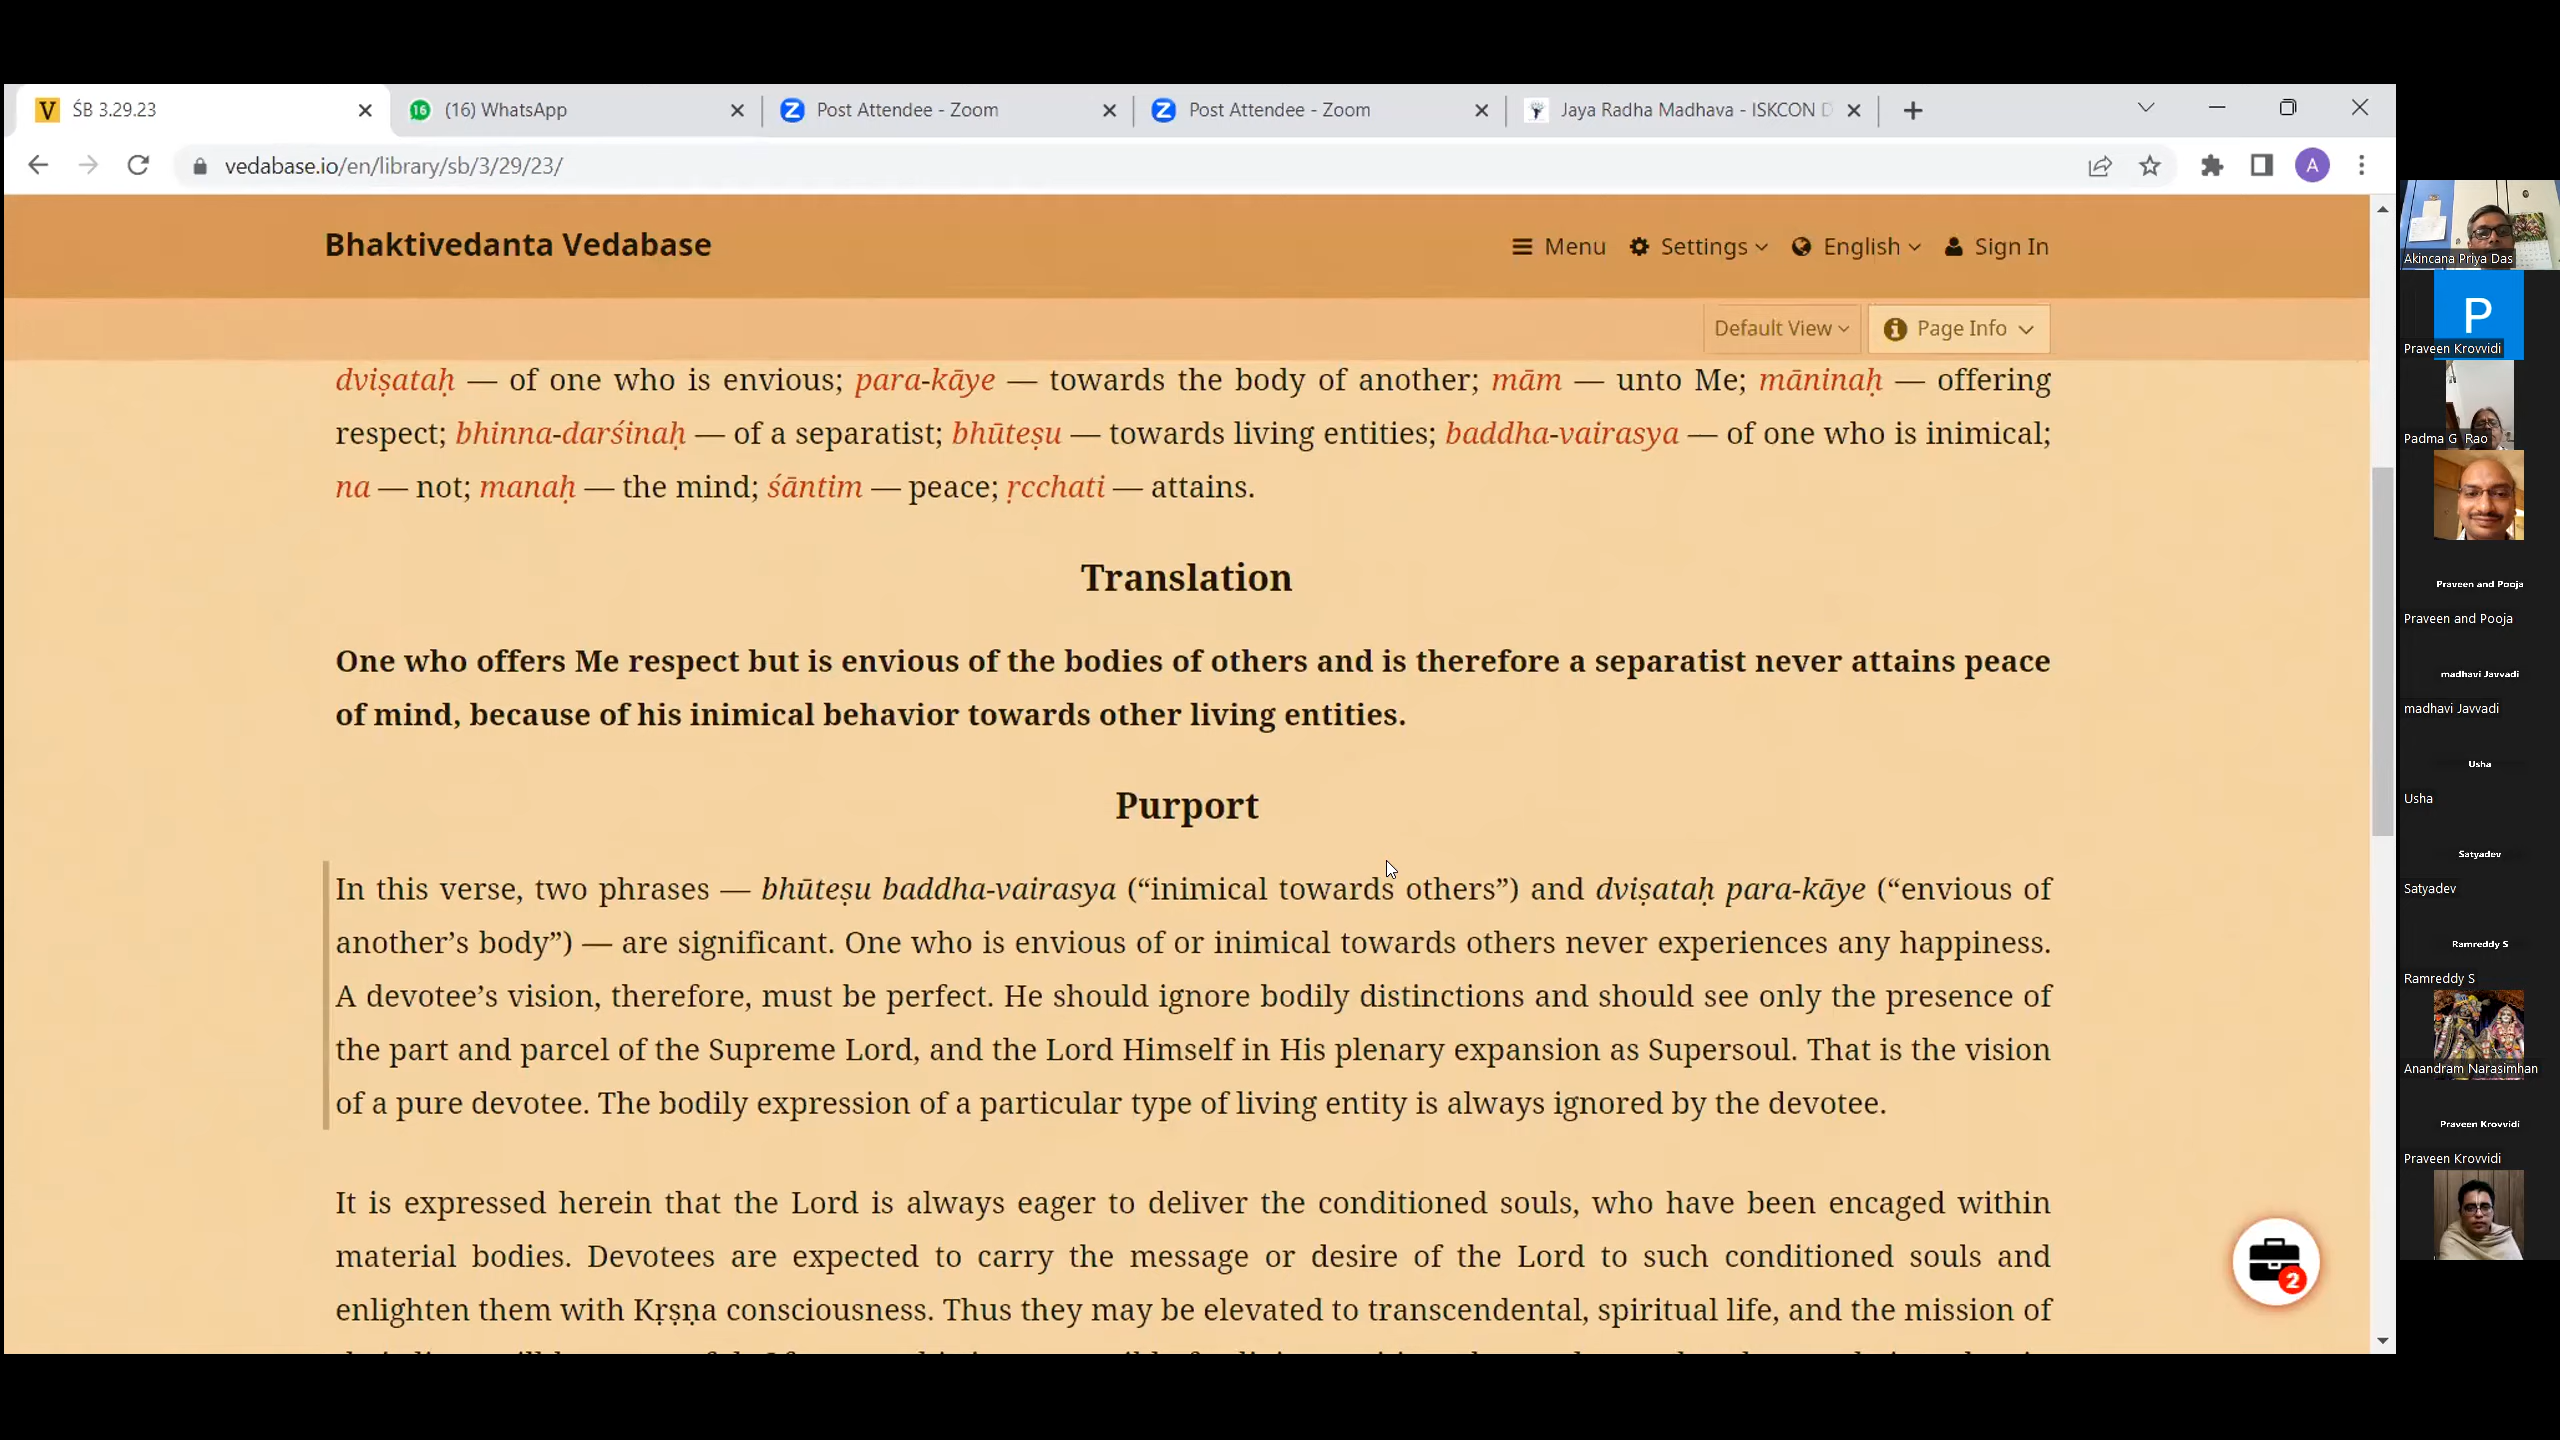 ŚB 3.29.23
(16) WhatsApp
Post Attendee - Zoom
Post Attendee - Zoom
Jaya Radha Madhava - ISKCON D
vedabase.io/en/library/sb/3/29/23/
A
Bhaktivedanta Vedabase
Menu
Settings
English
Sign In
Default View
Page Info
dviṣataḥ — of one who is envious; para-kāye — towards the body of another; mām — unto Me; māninaḥ — offering
respect; bhinna-darśinaḥ — of a separatist; bhūteṣu — towards living entities; baddha-vairasya — of one who is inimical;
na — not; manaḥ — the mind; śāntim — peace; ṛcchati — attains.
Translation
One who offers Me respect but is envious of the bodies of others and is therefore a separatist never attains peace
of mind, because of his inimical behavior towards other living entities.
Purport
In this verse, two phrases — bhūteṣu baddha-vairasya (“inimical towards others”) and dviṣataḥ para-kāye (“envious of
another’s body”) — are significant. One who is envious of or inimical towards others never experiences any happiness.
A devotee’s vision, therefore, must be perfect. He should ignore bodily distinctions and should see only the presence of
the part and parcel of the Supreme Lord, and the Lord Himself in His plenary expansion as Supersoul. That is the vision
of a pure devotee. The bodily expression of a particular type of living entity is always ignored by the devotee.
It is expressed herein that the Lord is always eager to deliver the conditioned souls, who have been encaged within
material bodies. Devotees are expected to carry the message or desire of the Lord to such conditioned souls and
enlighten them with Kṛṣṇa consciousness. Thus they may be elevated to transcendental, spiritual life, and the mission of
2
Akincana Priya Das
P
Praveen Krovvidi
Padma G Rao
Praveen and Pooja
Praveen and Pooja
madhavi Javvadi
madhavi Javvadi
Usha
Usha
Satyadev
Satyadev
Ramreddy S
Ramreddy S
Anandram Narasimhan
Praveen Krovvidi
Praveen Krovvidi